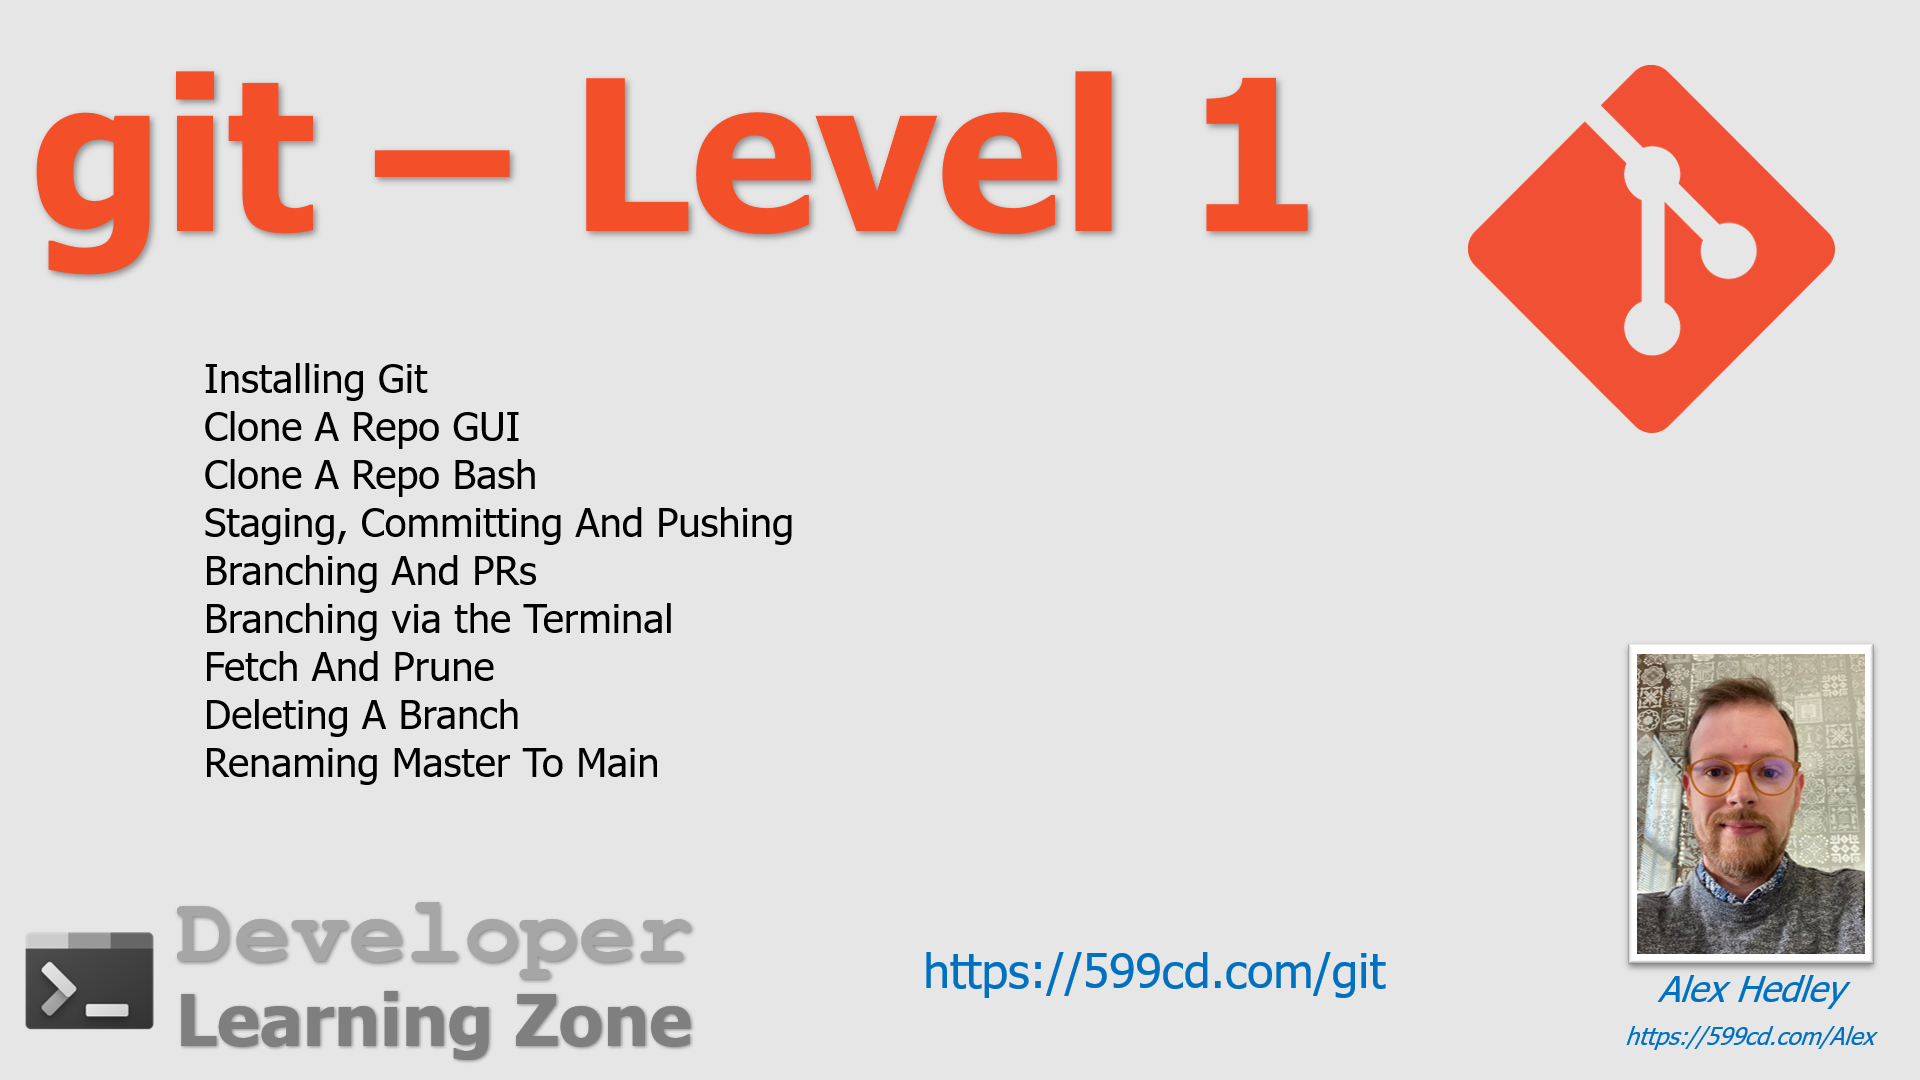 git – Level 1
Installing Git
Clone A Repo GUI
Clone A Repo Bash
Staging, Committing And Pushing
Branching And PRs
Branching via the Terminal
Fetch And Prune
Deleting A Branch
Renaming Master To Main
Developer
Learning Zone
https://599cd.com/git
Alex Hedley
https://599cd.com/Alex